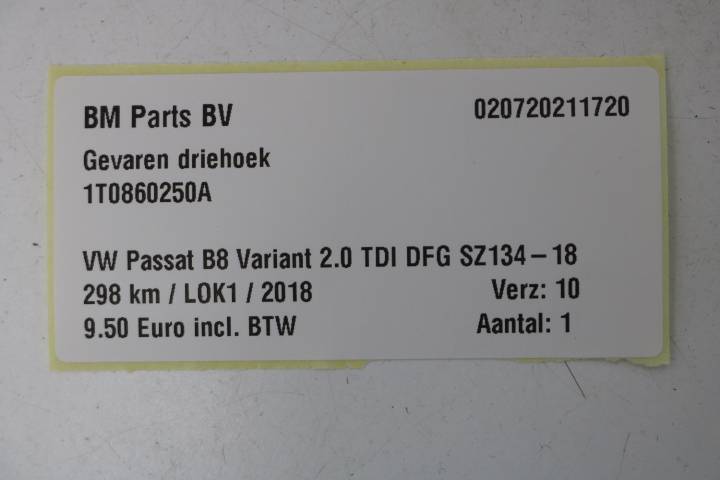 BM Parts BV 020720211720
Gevaren driehoek
1T0860250A
VW Passat B8 Variant 2.0 TDI DFG SZ134-18
298 km / LOK1 / 2018 Verz: 10
9.50 Euro incl. BTW Aantal: 1